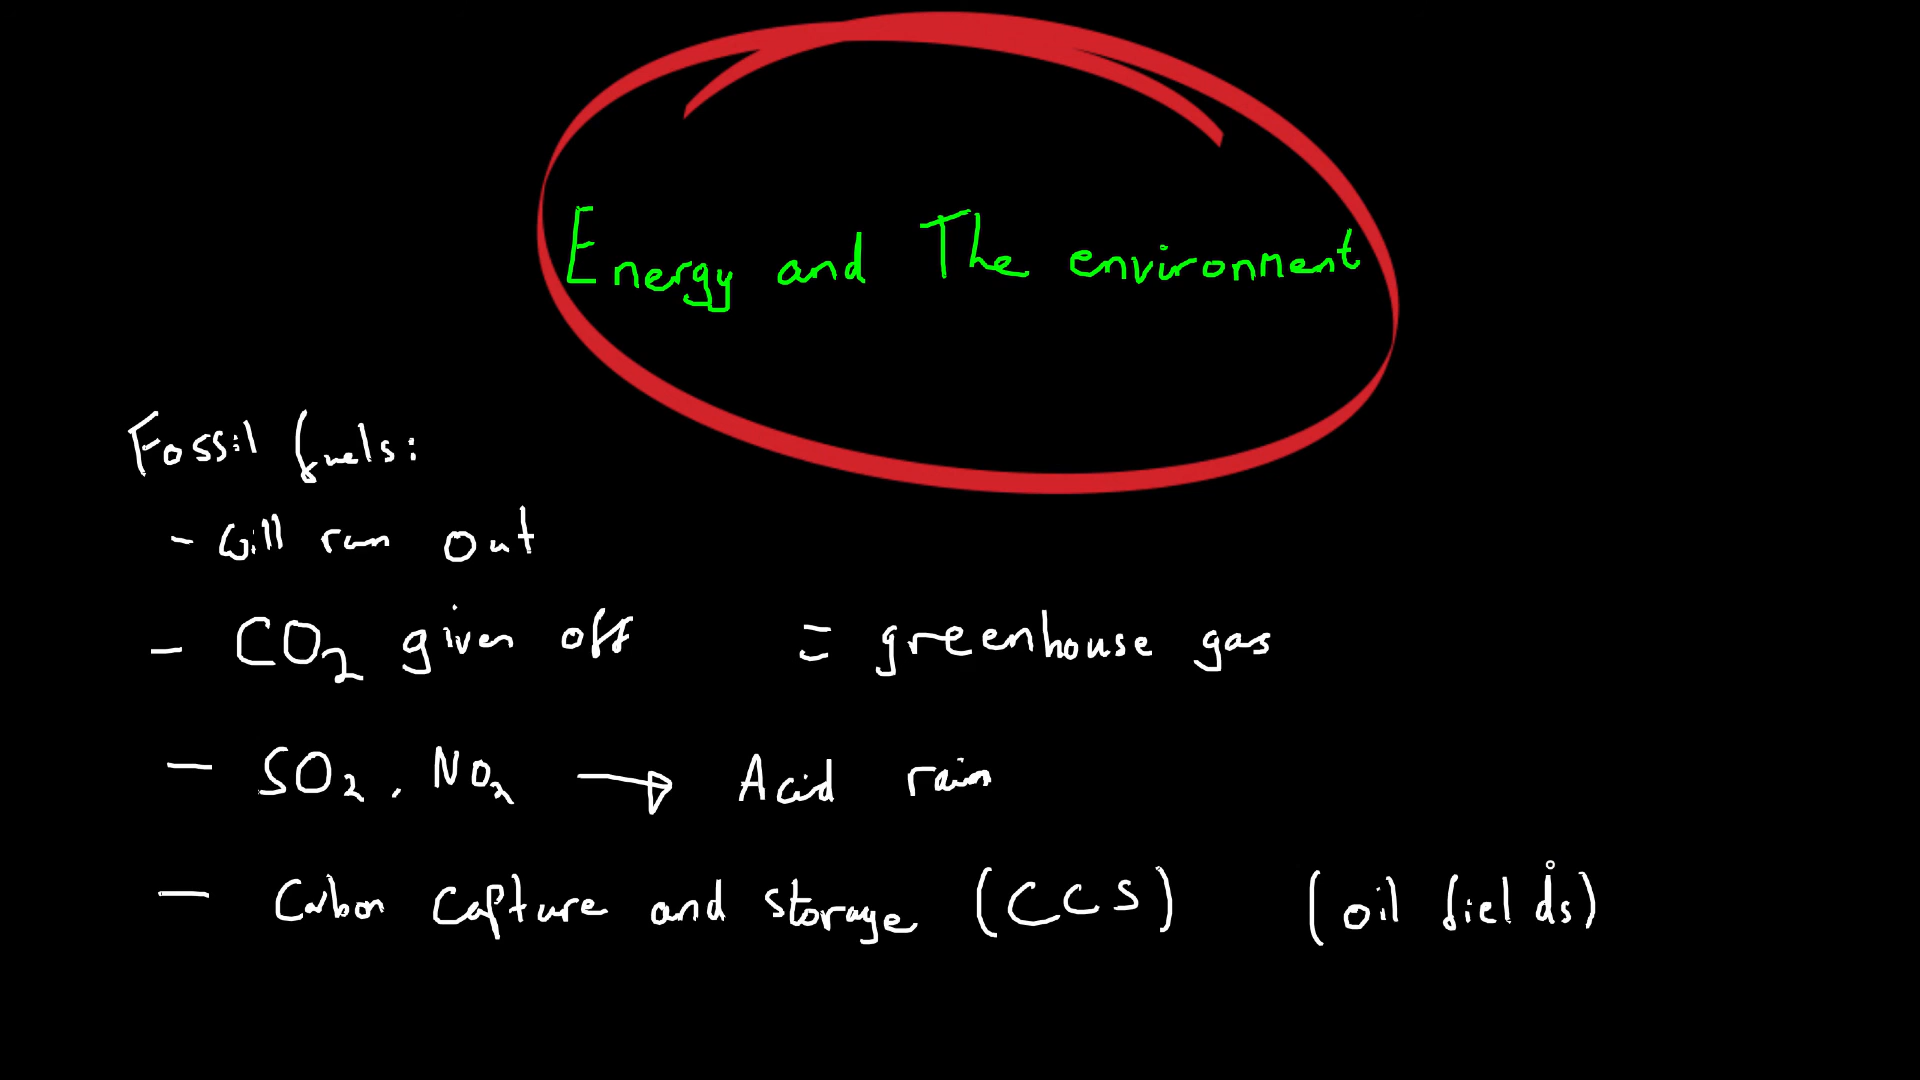 Energy and The environment
Fossil fuels:
- Will run out
- CO₂ given off = greenhouse gas
- SO₂, NO₂ → Acid rain
- Carbon capture and storage (CCS) (oil fields)